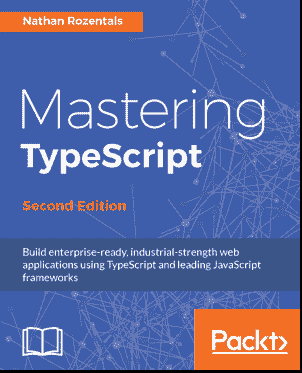 Nathan Rozentals
Mastering
TypeScript
Second Edition
Build enterprise-ready, industrial-strength web
applications using TypeScript and leading JavaScript
frameworks
Packt>